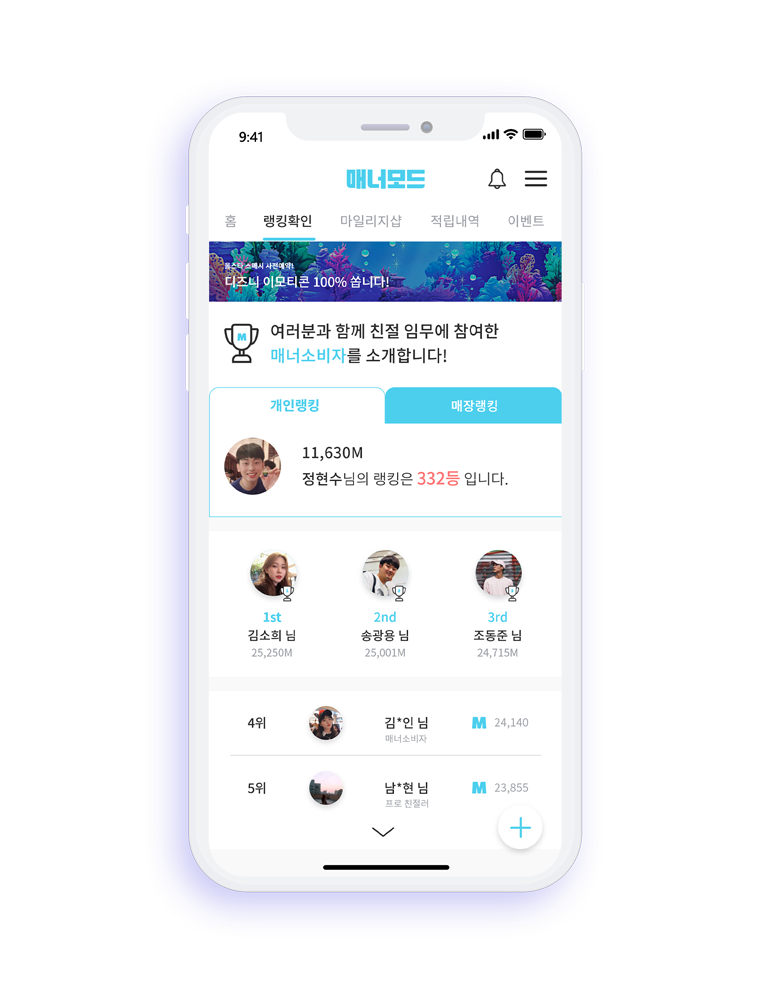 9:41
매너모드
홈 랭킹확인 마일리지샵 적립내역 이벤트
몬스타 스매시 사전예약!
디즈니 이모티콘 100% 쏩니다!
M
여러분과 함께 친절 임무에 참여한
매너소비자를 소개합니다!
개인랭킹 매장랭킹
11,630M
정현수님의 랭킹은 332등 입니다.
1st 2nd 3rd
김소희 님 송광용 님 조동준 님
25,250M 25,001M 24,715M
4위 김*인 님 M 24,140
매너소비자
5위 남*현 님 M 23,855
프로 친절러